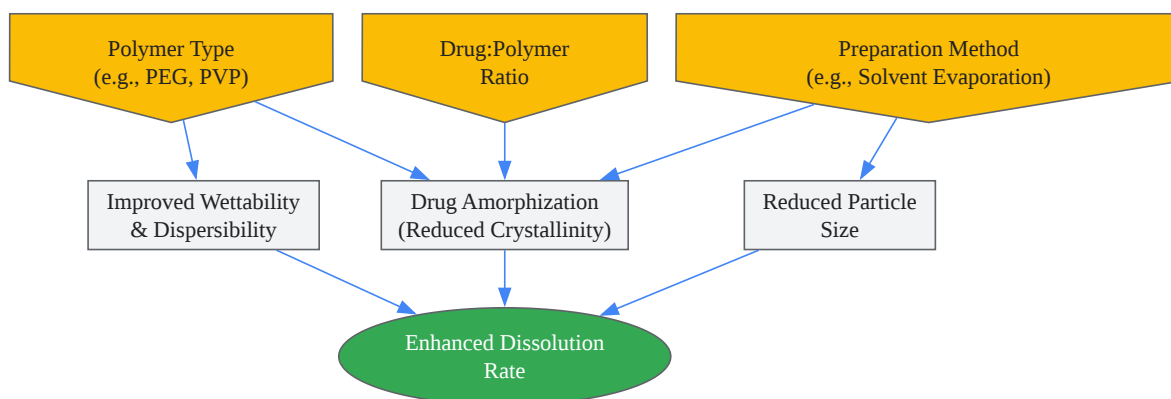 Polymer Type
(e.g., PEG, PVP)
Drug:Polymer
Ratio
Preparation Method
(e.g., Solvent Evaporation)
Improved Wettability
& Dispersibility
Drug Amorphization
(Reduced Crystallinity)
Reduced Particle
Size
Enhanced Dissolution
Rate